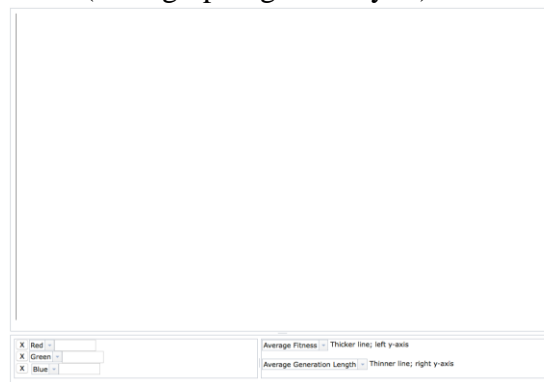 X Red
X Green
X Blue
Average Fitness Thicker line; left y-axis
Average Generation Length Thinner line; right y-axis